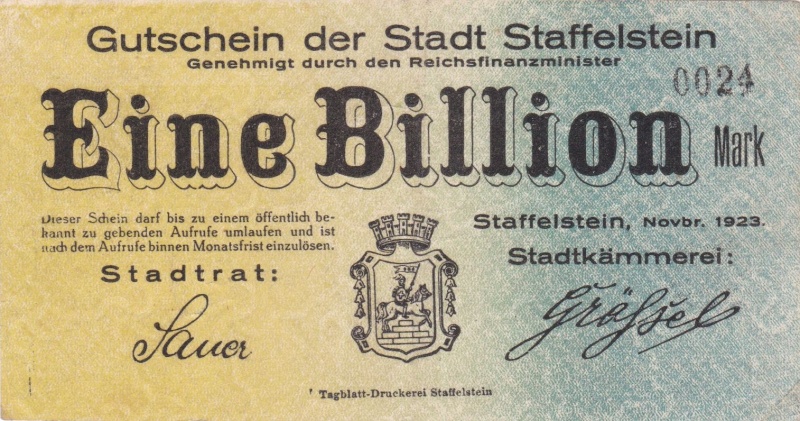 Gutschein der Stadt Staffelstein
Genehmigt durch den Reichsfinanzminister
0024
Eine Billion Mark
Dieser Schein darf bis zu einem öffentlich be-
kannt zu gebenden Aufrufe umlaufen und ist
nach dem Aufrufe binnen Monatsfrist einzulösen.
Staffelstein, Novbr. 1923.
Stadtrat:
Stadtkämmerei:
Sauer
Größel
Tagblatt-Druckerei Staffelstein